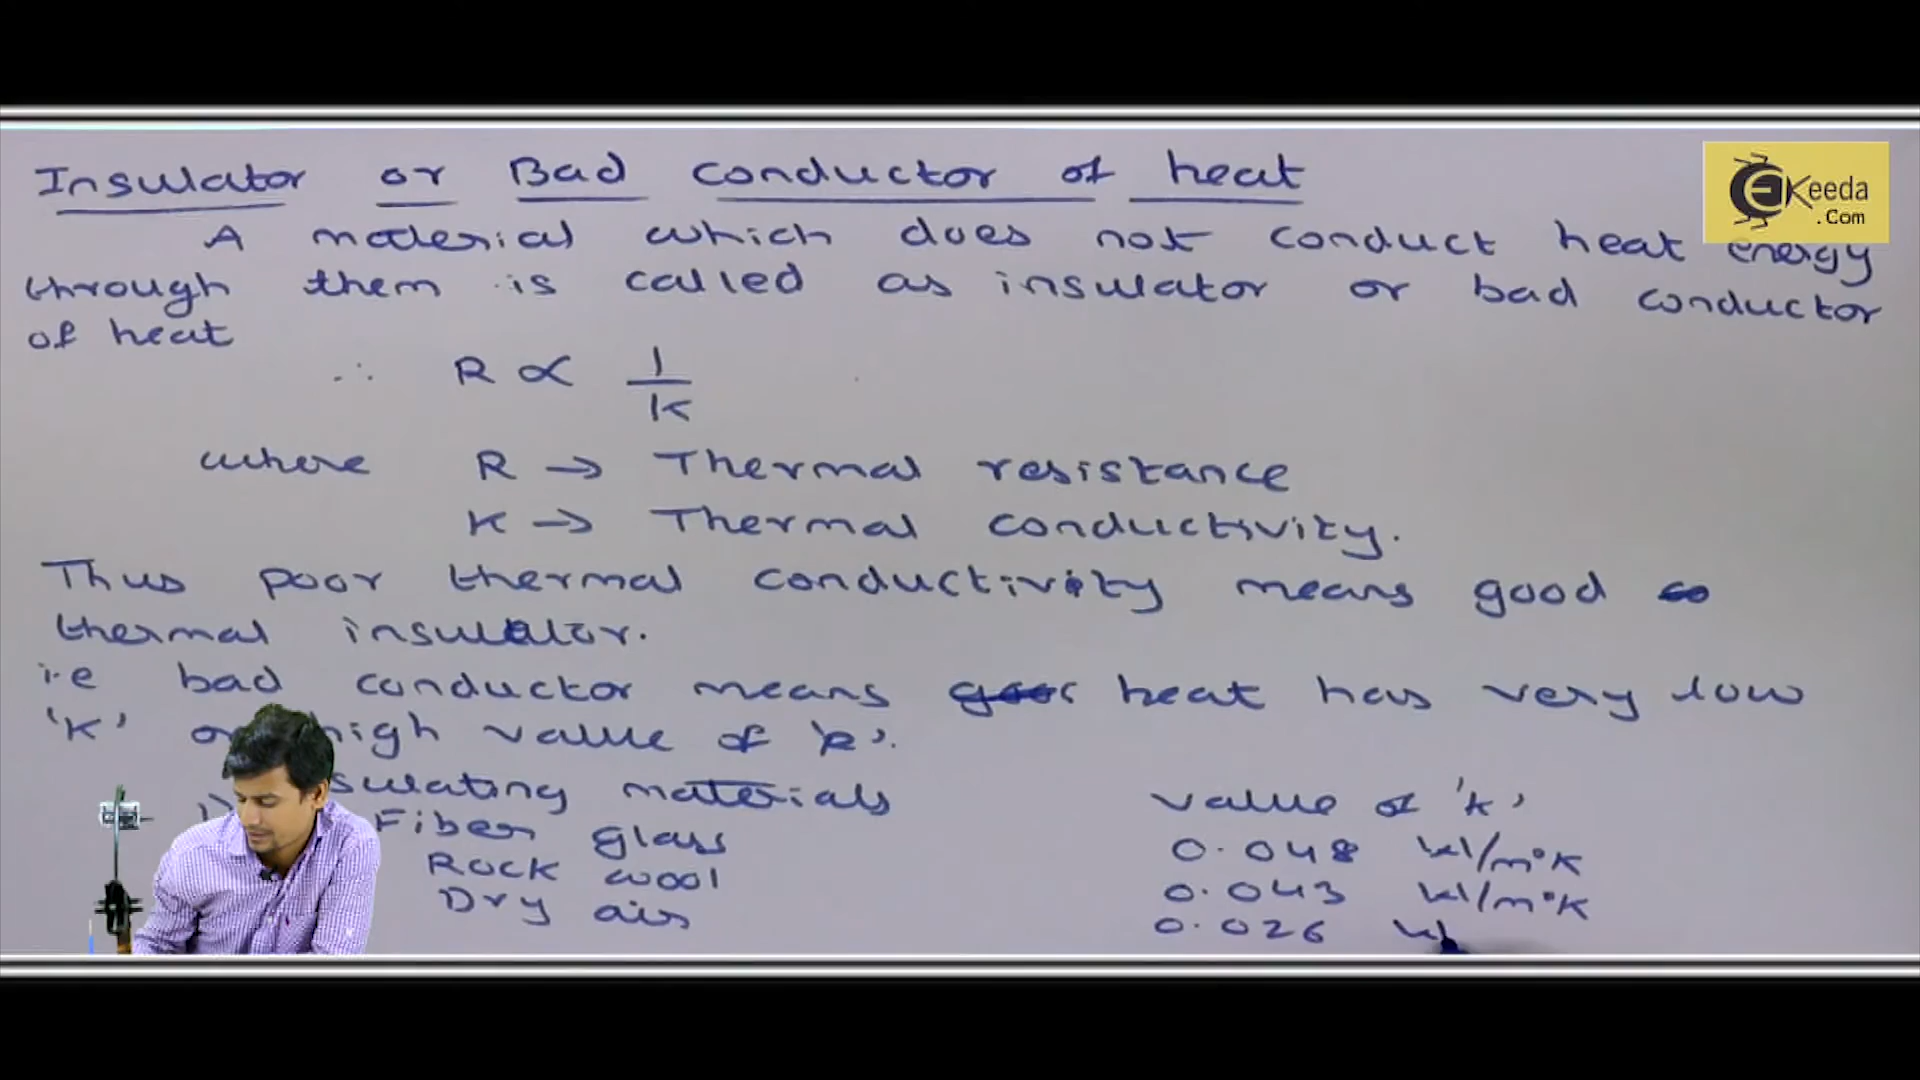 Insulator or Bad conductor of heat
EKeeda
.Com
A material which does not conduct heat energy
through them is called as insulator or bad conductor
of heat
∴ R ∝ 1/K
where R → Thermal resistance
K → Thermal conductivity.
Thus poor thermal conductivity means good
thermal insulator.
i.e bad conductor means heat has very low
'K' high value of 'R'.
materials value of 'k'
Fiber glass 0.048 W/m°K
Rock wool 0.043 W/m°K
Dry air 0.026 W